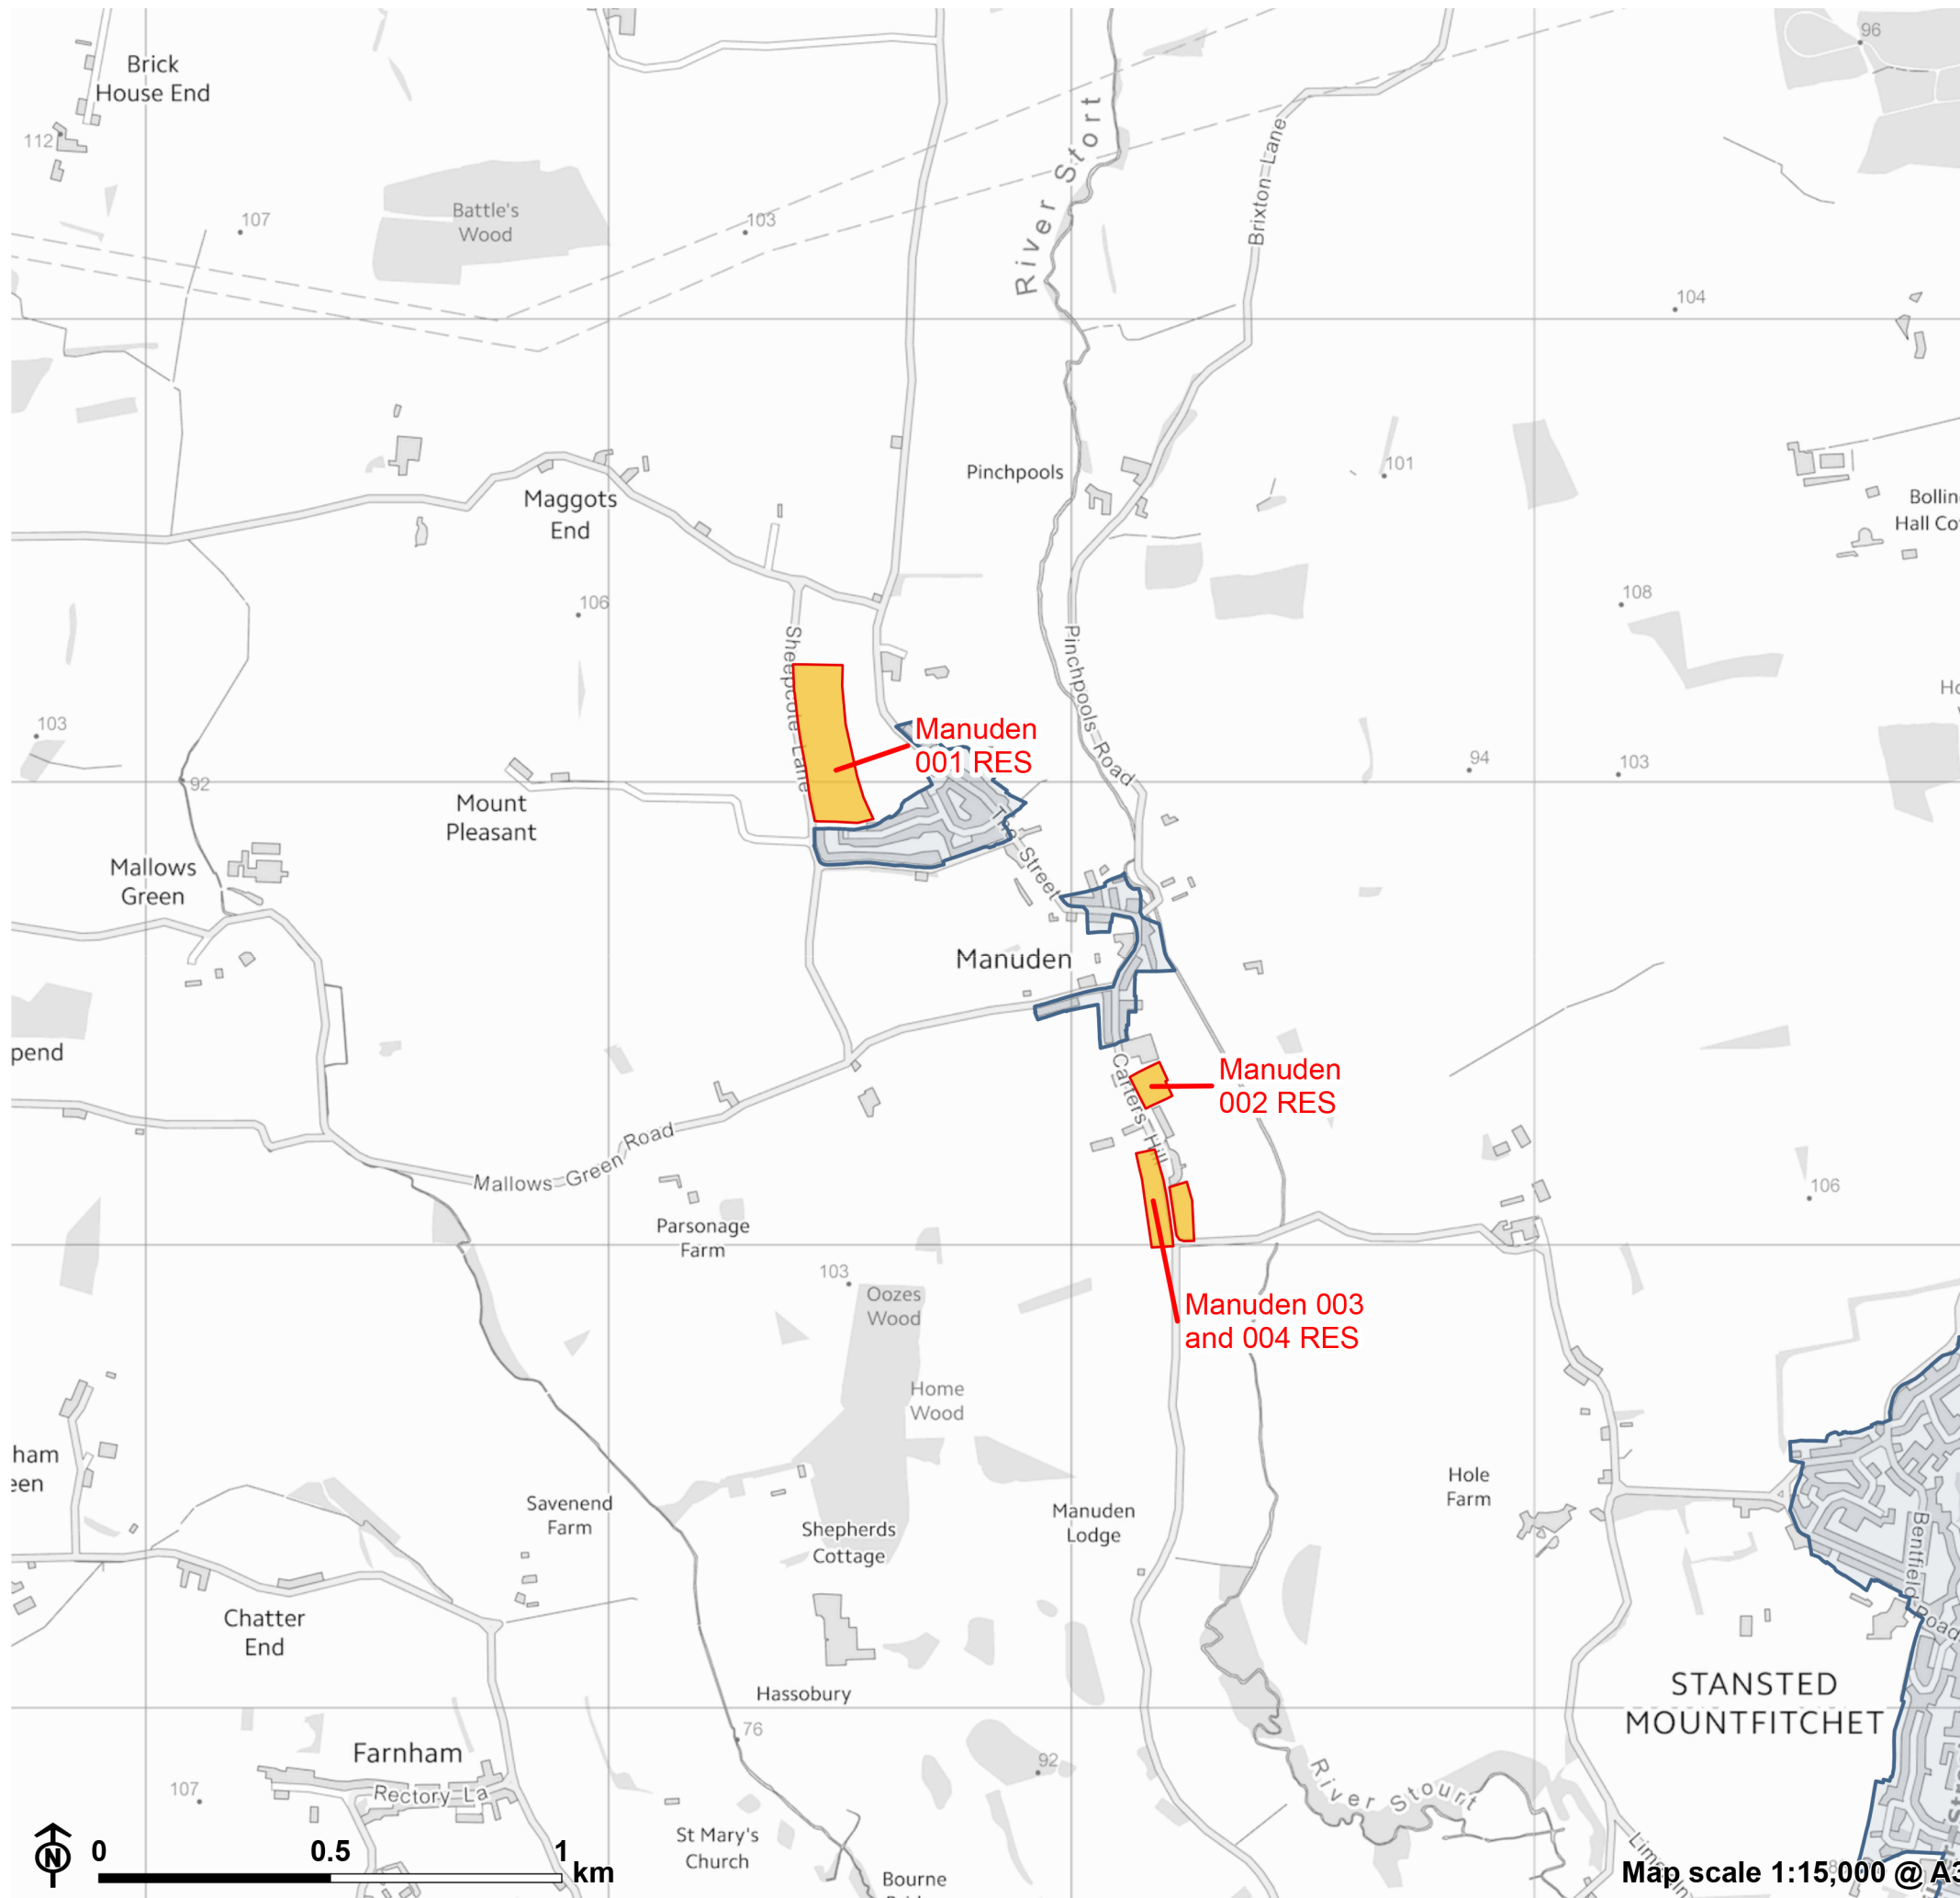 96
Brick
House End
112
River Stort
Brixton Lane
107
Battle's
Wood
103
104
Pinchpools
101
Maggots
End
Bollin
Hall Co
106
108
Sheepcote Lane
Pinchpools Road
103
Manuden
001 RES
94
103
92
Mount
Pleasant
The Street
Mallows
Green
Manuden
pend
Carters Hill
Manuden
002 RES
Mallows Green Road
106
Parsonage
Farm
103
Oozes
Wood
Manuden 003
and 004 RES
Home
Wood
ham
een
Hole
Farm
Savenend
Farm
Manuden
Lodge
Shepherds
Cottage
Bentfield Road
Chatter
End
STANSTED
MOUNTFITCHET
Hassobury
76
Farnham
92
107
Rectory La
River Stourt
St Mary's
Church
Bourne
N
0 0.5 1
km
Map scale 1:15,000 @ A3